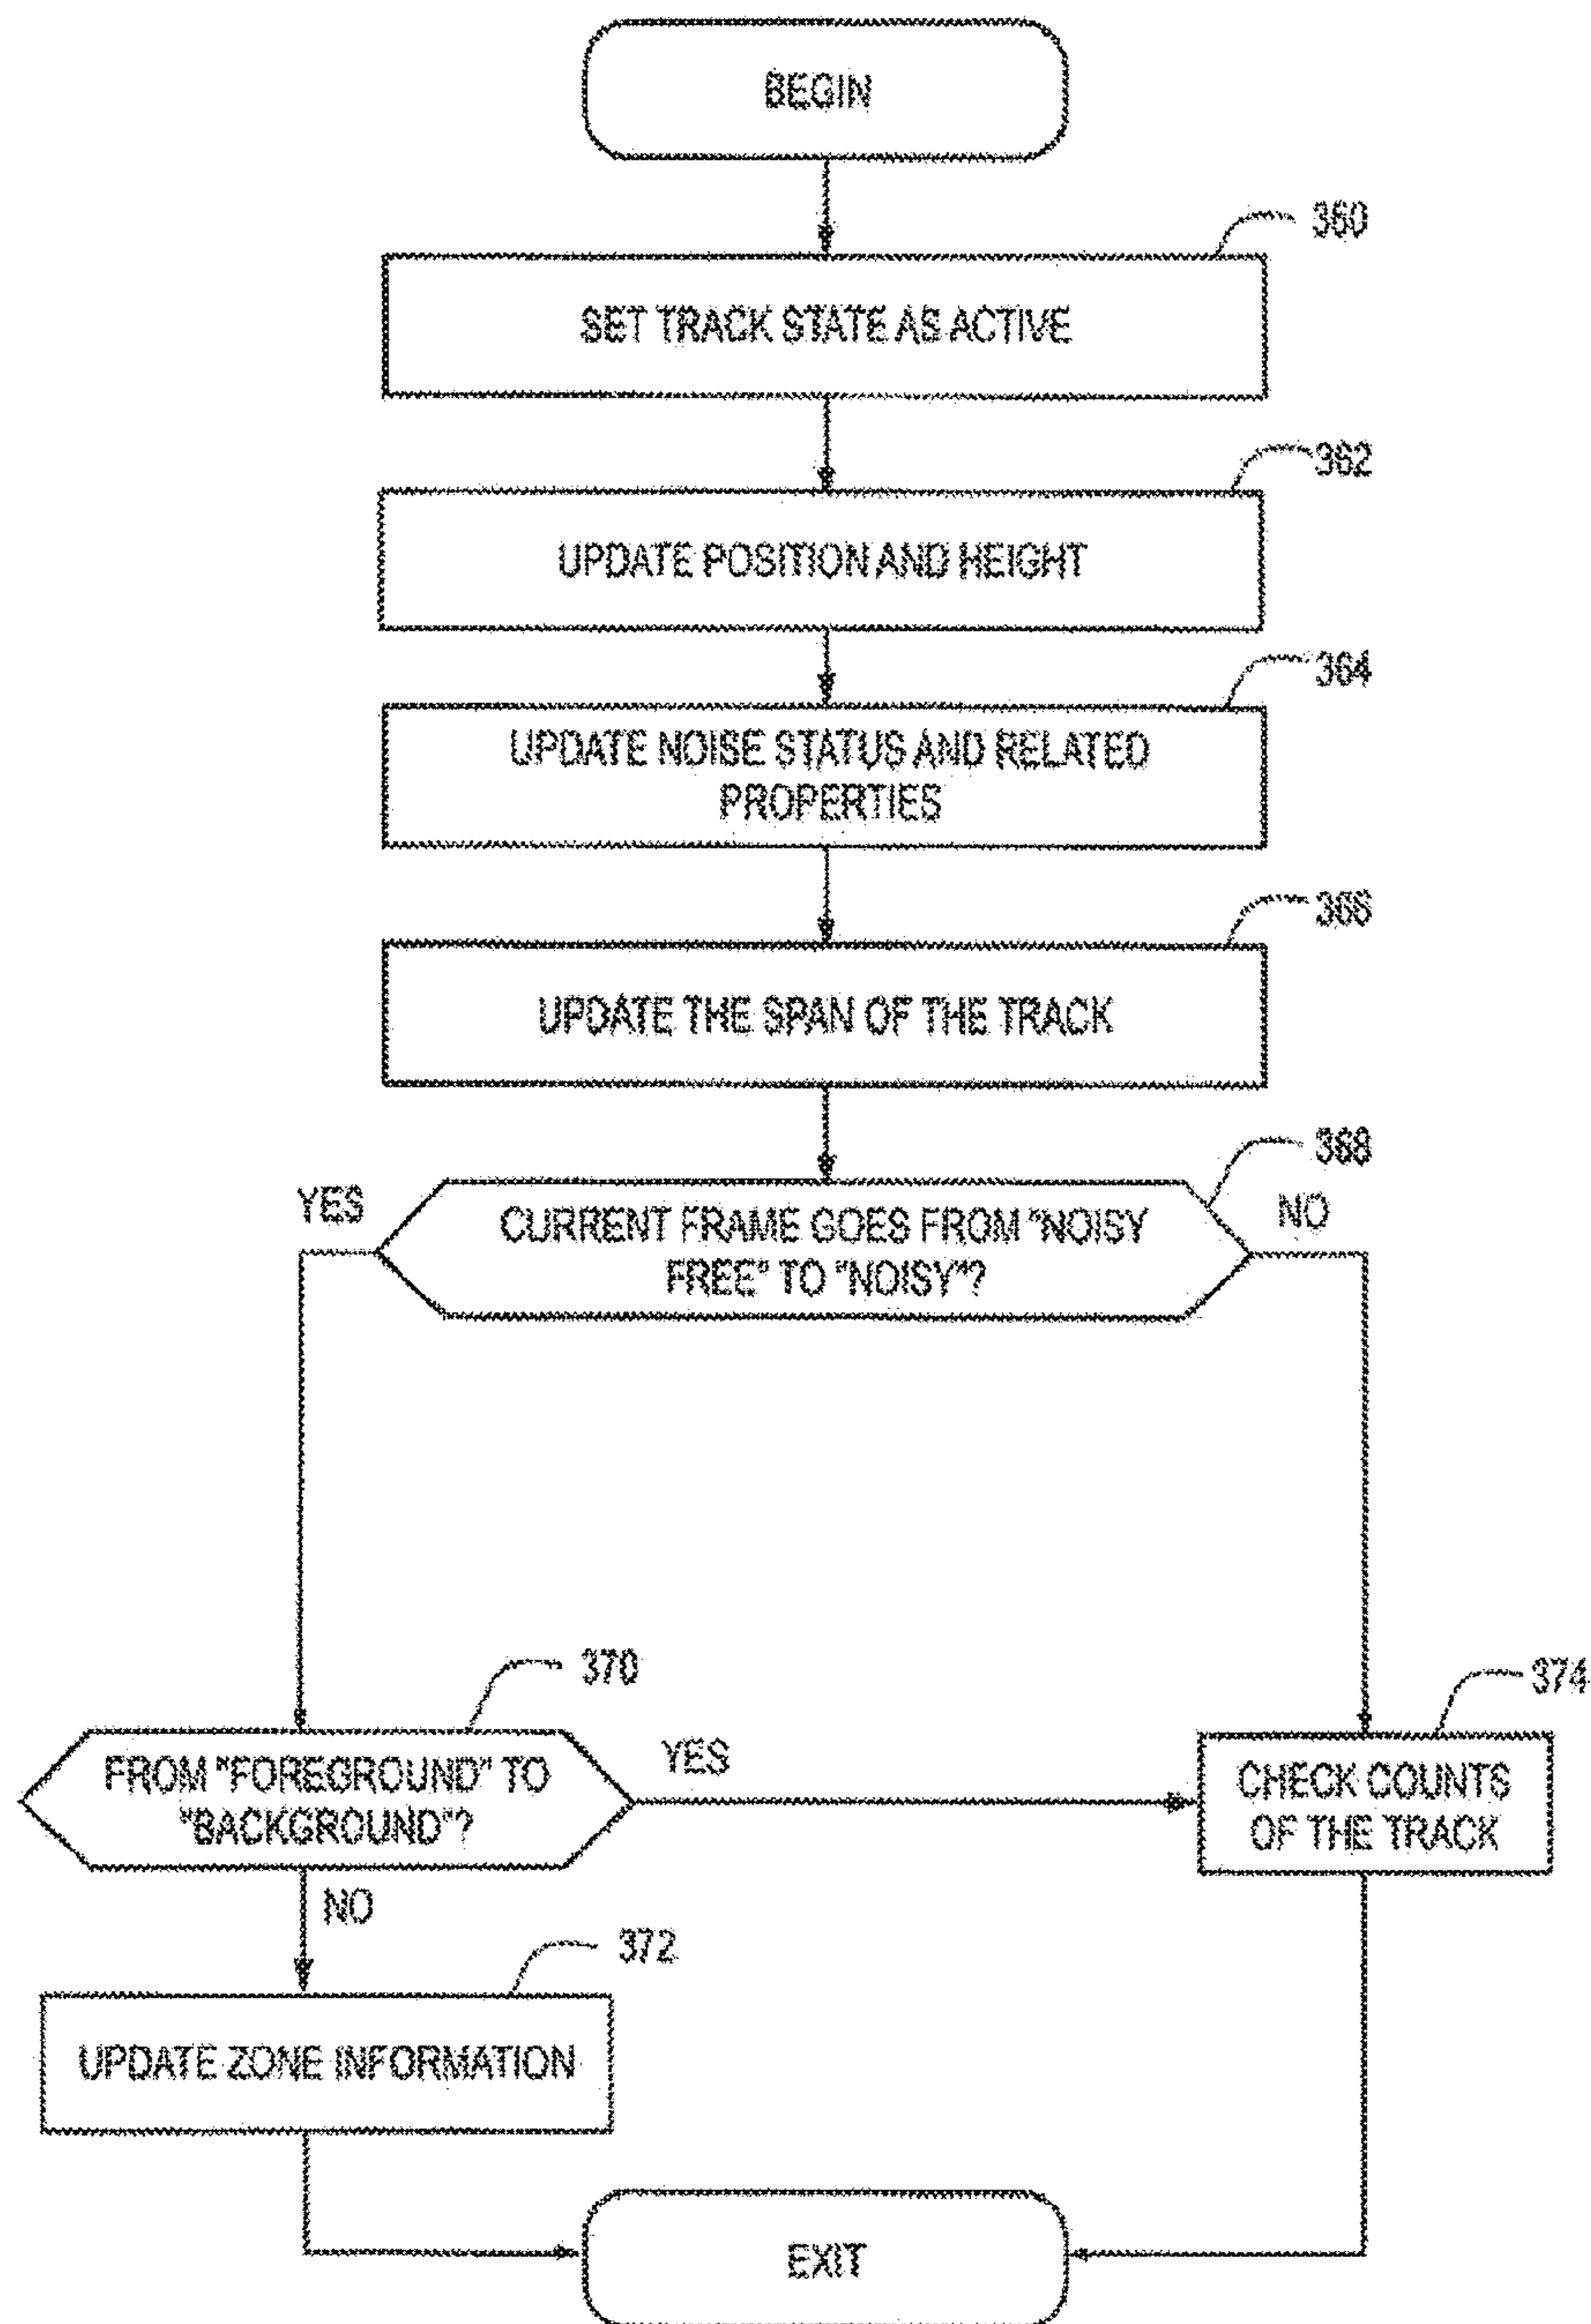 BEGIN
360
SET TRACK STATE AS ACTIVE
362
UPDATE POSITION AND HEIGHT
364
UPDATE NOISE STATUS AND RELATED
PROPERTIES
366
UPDATE THE SPAN OF THE TRACK
368
YES
CURRENT FRAME GOES FROM "NOISY
FREE" TO "NOISY"?
NO
370
374
FROM "FOREGROUND" TO
"BACKGROUND"?
YES
CHECK COUNTS
OF THE TRACK
NO
372
UPDATE ZONE INFORMATION
EXIT